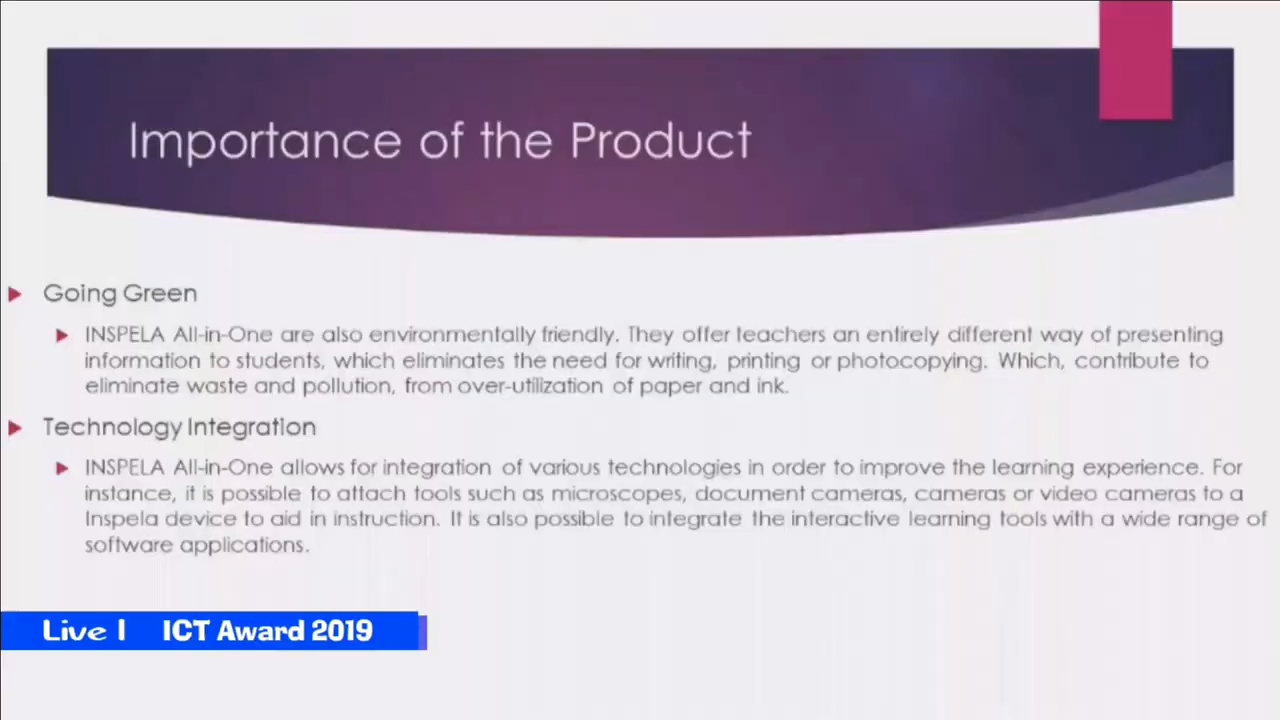 Importance of the Product
Going Green
INSPELA All-in-One are also environmentally friendly. They offer teachers an entirely different way of presenting
information to students, which eliminates the need for writing, printing or photocopying. Which, contribute to
eliminate waste and pollution, from over-utilization of paper and ink.
Technology Integration
INSPELA All-in-One allows for integration of various technologies in order to improve the learning experience. For
instance, it is possible to attach tools such as microscopes, document cameras, cameras or video cameras to a
Inspela device to aid in instruction. It is also possible to integrate the interactive learning tools with a wide range of
software applications.
Live | ICT Award 2019